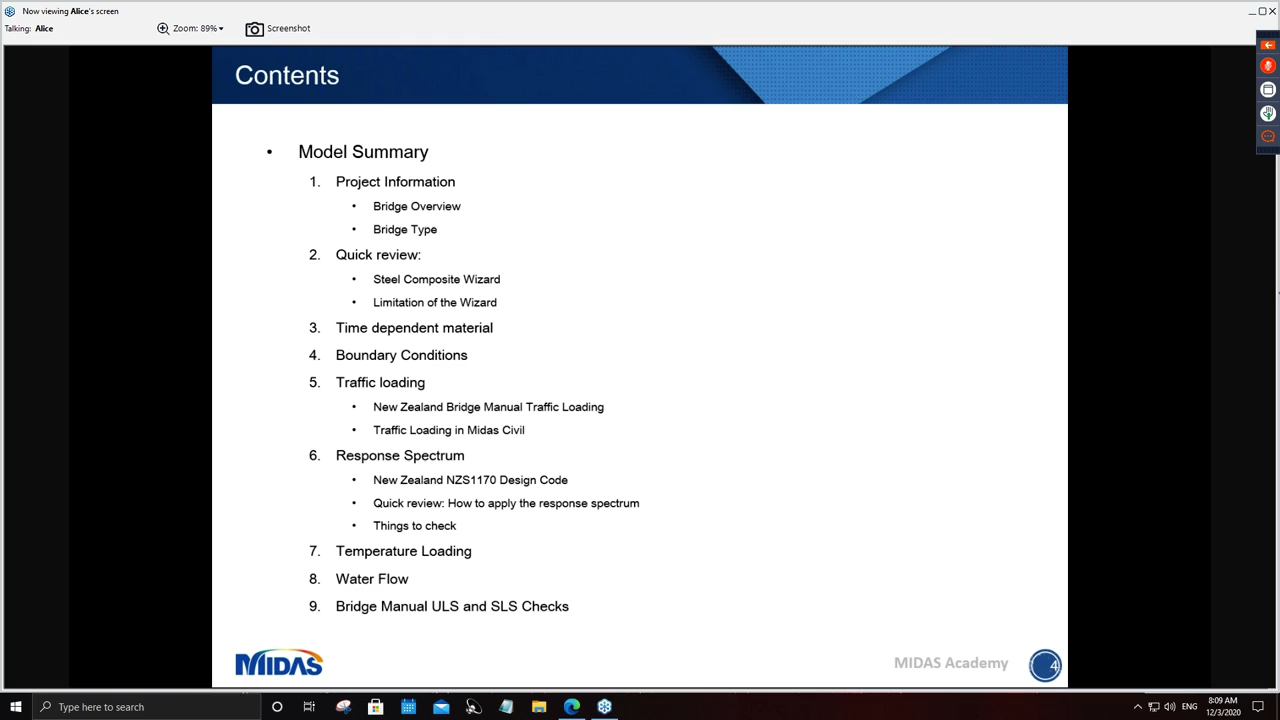 Now viewing Alice's screen
Talking: Alice
Zoom: 89%
Screenshot
Contents
• Model Summary
1. Project Information
• Bridge Overview
• Bridge Type
2. Quick review:
• Steel Composite Wizard
• Limitation of the Wizard
3. Time dependent material
4. Boundary Conditions
5. Traffic loading
• New Zealand Bridge Manual Traffic Loading
• Traffic Loading in Midas Civil
6. Response Spectrum
• New Zealand NZS1170 Design Code
• Quick review: How to apply the response spectrum
• Things to check
7. Temperature Loading
8. Water Flow
9. Bridge Manual ULS and SLS Checks
MIDAS
MIDAS Academy
4
Type here to search
ENG
8:09 AM
12/3/2020